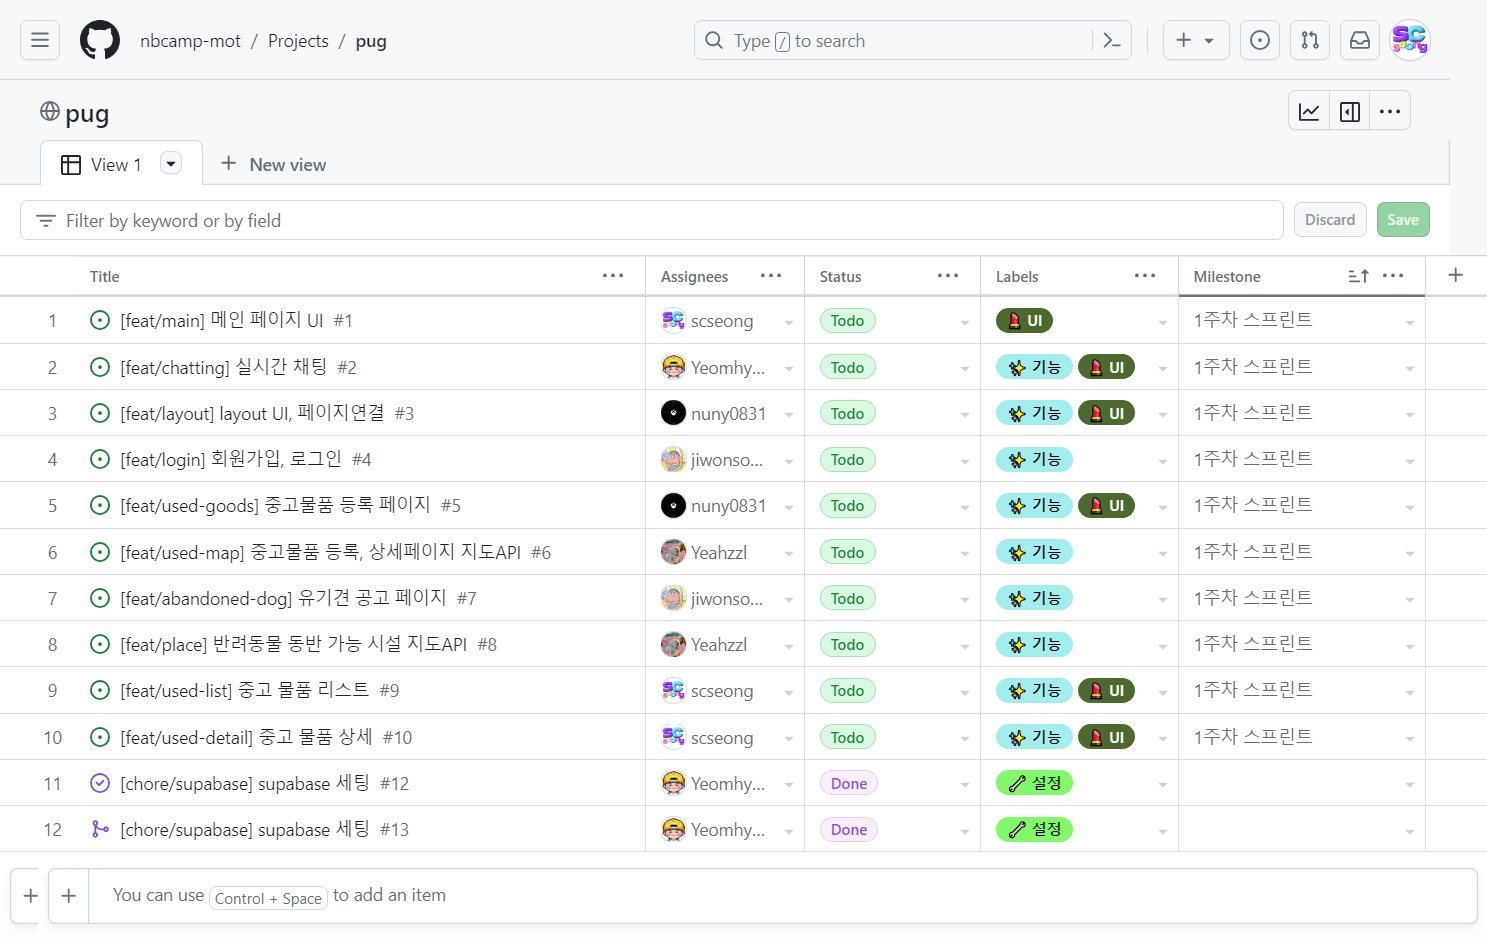 nbcamp-mot / Projects / pug
Type / to search
pug
View 1
New view
Filter by keyword or by field
Discard
Save
Title Assignees Status Labels Milestone
1 [feat/main] 메인 페이지 UI #1 scseong Todo UI 1주차 스프린트
2 [feat/chatting] 실시간 채팅 #2 Yeomhy... Todo 기능 UI 1주차 스프린트
3 [feat/layout] layout UI, 페이지연결 #3 nuny0831 Todo 기능 UI 1주차 스프린트
4 [feat/login] 회원가입, 로그인 #4 jiwonso... Todo 기능 1주차 스프린트
5 [feat/used-goods] 중고물품 등록 페이지 #5 nuny0831 Todo 기능 UI 1주차 스프린트
6 [feat/used-map] 중고물품 등록, 상세페이지 지도API #6 Yeahzzl Todo 기능 1주차 스프린트
7 [feat/abandoned-dog] 유기견 공고 페이지 #7 jiwonso... Todo 기능 1주차 스프린트
8 [feat/place] 반려동물 동반 가능 시설 지도API #8 Yeahzzl Todo 기능 1주차 스프린트
9 [feat/used-list] 중고 물품 리스트 #9 scseong Todo 기능 UI 1주차 스프린트
10 [feat/used-detail] 중고 물품 상세 #10 scseong Todo 기능 UI 1주차 스프린트
11 [chore/supabase] supabase 세팅 #12 Yeomhy... Done 설정
12 [chore/supabase] supabase 세팅 #13 Yeomhy... Done 설정
You can use Control + Space to add an item